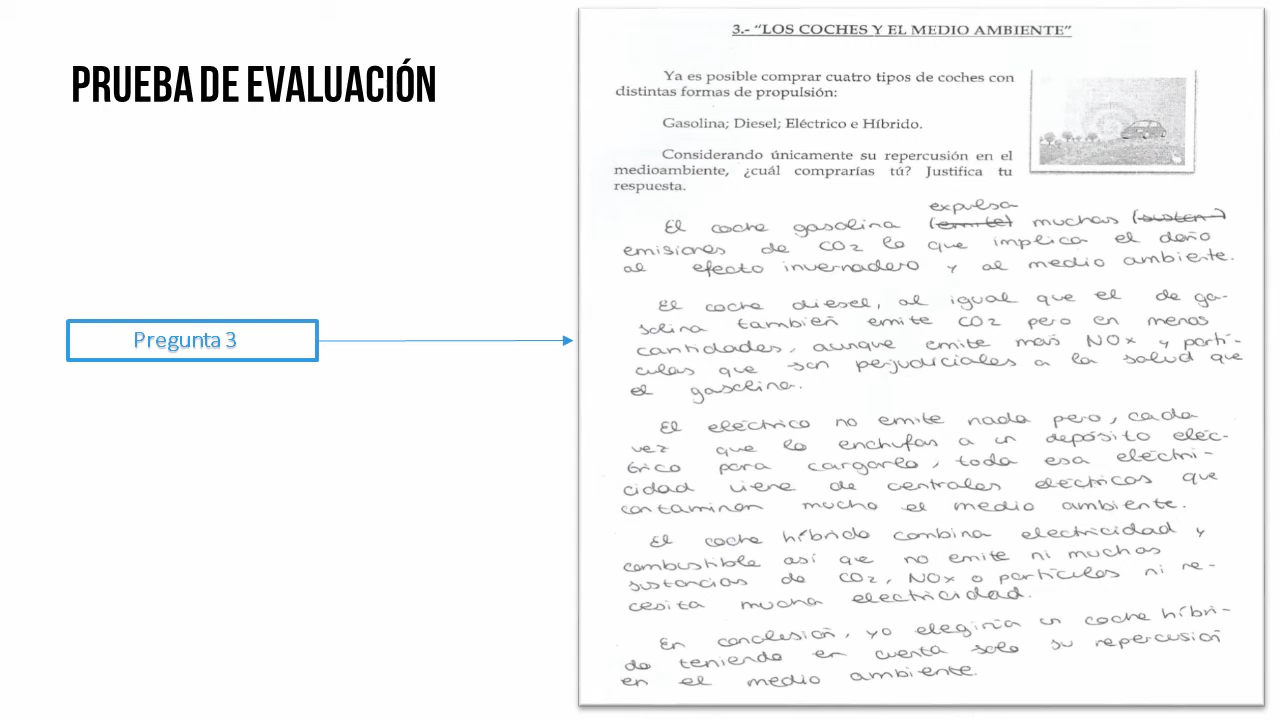 PRUEBA DE EVALUACIÓN
Pregunta 3
3.- “LOS COCHES Y EL MEDIO AMBIENTE”
Ya es posible comprar cuatro tipos de coches con
distintas formas de propulsión:
Gasolina; Diesel; Eléctrico e Híbrido.
Considerando únicamente su repercusión en el
medioambiente, ¿cuál comprarías tú? Justifica tu
respuesta.
expulsa
El coche gasolina (emite) muchas
emisiones de CO2 lo que implica el daño
al efecto invernadero y al medio ambiente.
El coche diesel, al igual que el de ga-
solina también emite CO2 pero en menos
cantidades, aunque emite más NOx y partí-
culas que son perjudiciales a la salud que
el gasolina.
El eléctrico no emite nada pero, cada
vez que lo enchufas a un depósito eléc-
trico para cargarlo, toda esa electri-
cidad viene de centrales eléctricas que
contaminan mucho el medio ambiente.
El coche híbrido combina electricidad y
combustible así que no emite ni muchas
sustancias de CO2, NOx o partículas ni ne-
cesita mucha electricidad.
En conclusión, yo elegiría un coche híbri-
do teniendo en cuenta solo su repercusión
en el medio ambiente.